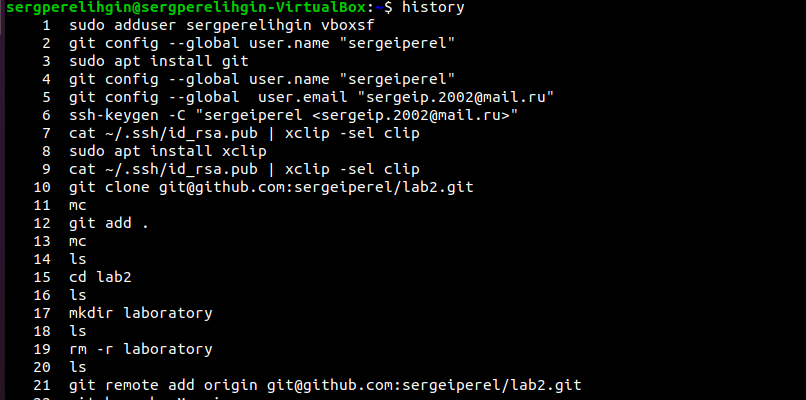 sergperelihgin@sergperelihgin-VirtualBox:~$ history
1 sudo adduser sergperelihgin vboxsf
2 git config --global user.name "sergeiperel"
3 sudo apt install git
4 git config --global user.name "sergeiperel"
5 git config --global  user.email "sergeip.2002@mail.ru"
6 ssh-keygen -C "sergeiperel <sergeip.2002@mail.ru>"
7 cat ~/.ssh/id_rsa.pub | xclip -sel clip
8 sudo apt install xclip
9 cat ~/.ssh/id_rsa.pub | xclip -sel clip
10 git clone git@github.com:sergeiperel/lab2.git
11 mc
12 git add .
13 mc
14 ls
15 cd lab2
16 ls
17 mkdir laboratory
18 ls
19 rm -r laboratory
20 ls
21 git remote add origin git@github.com:sergeiperel/lab2.git